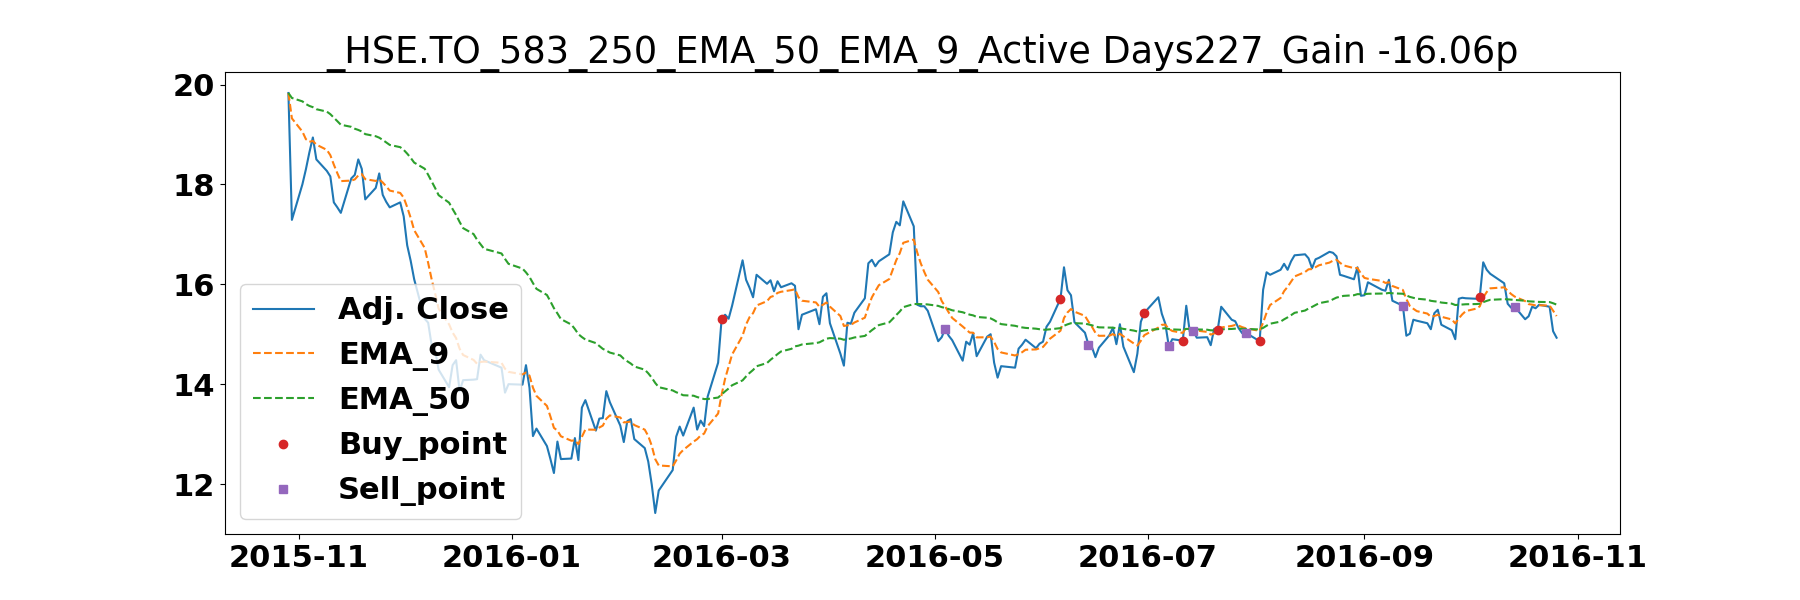 _HSE.TO_583_250_EMA_50_EMA_9_Active Days227_Gain -16.06p
20
18
16
14
12
Adj. Close
EMA_9
EMA_50
Buy_point
Sell_point
2015-11 2016-01 2016-03 2016-05 2016-07 2016-09 2016-11